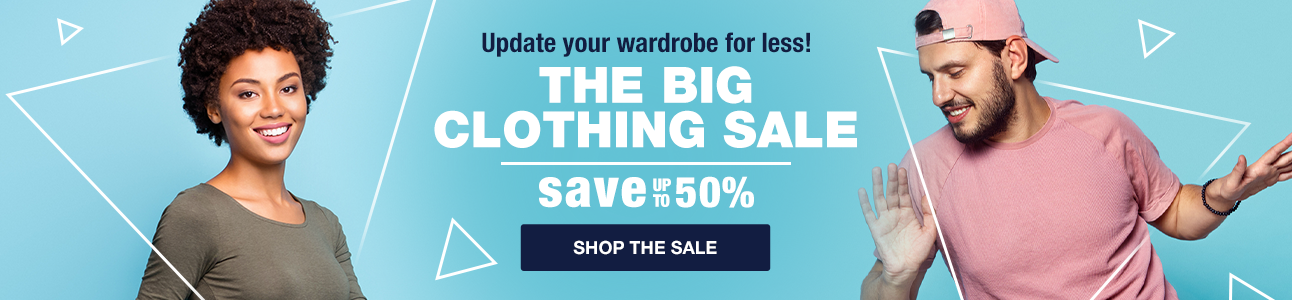 Update your wardrobe for less!
THE BIG
CLOTHING SALE
save UP TO 50%
SHOP THE SALE